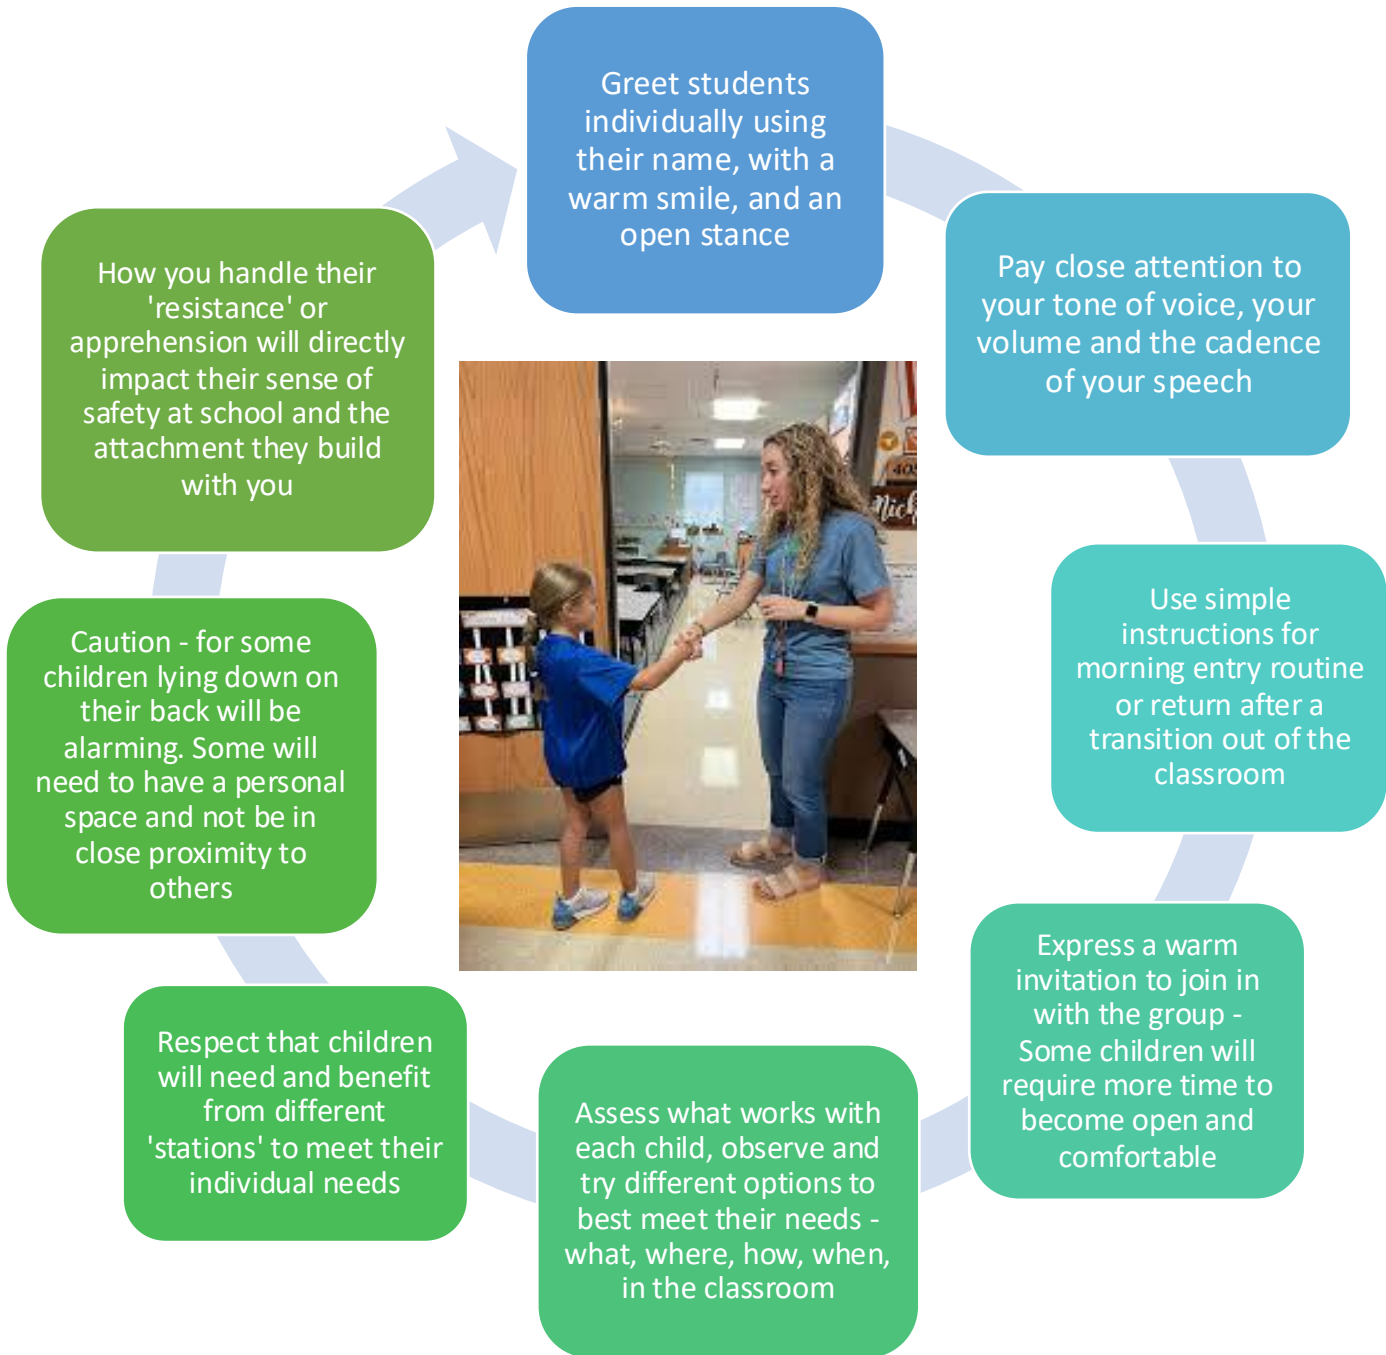 Greet students
individually using
their name, with a
warm smile, and an
open stance
Pay close attention to
your tone of voice, your
volume and the cadence
of your speech
Use simple
instructions for
morning entry routine
or return after a
transition out of the
classroom
Express a warm
invitation to join in
with the group -
Some children will
require more time to
become open and
comfortable
Assess what works with
each child, observe and
try different options to
best meet their needs -
what, where, how, when,
in the classroom
Respect that children
will need and benefit
from different
'stations' to meet their
individual needs
Caution - for some
children lying down on
their back will be
alarming. Some will
need to have a personal
space and not be in
close proximity to
others
How you handle their
'resistance' or
apprehension will directly
impact their sense of
safety at school and the
attachment they build
with you